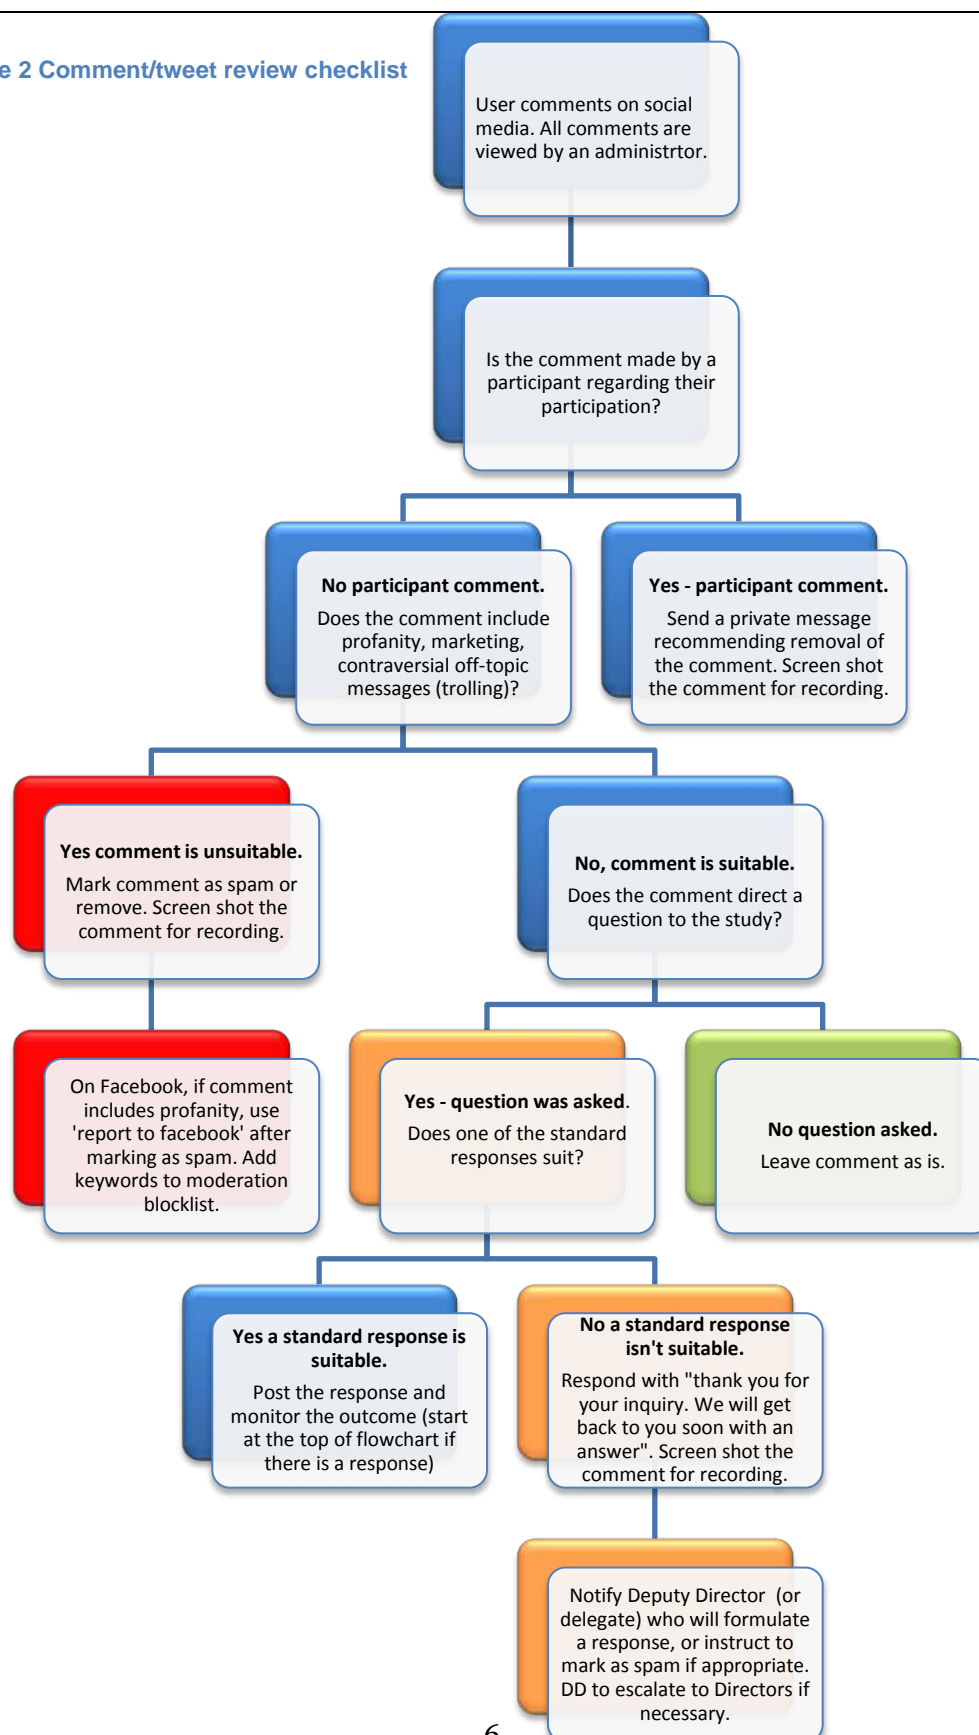 e 2 Comment/tweet review checklist
User comments on social
media. All comments are
viewed by an administrtor.
Is the comment made by a
participant regarding their
participation?
No participant comment.
Does the comment include
profanity, marketing,
contraversial off-topic
messages (trolling)?
Yes - participant comment.
Send a private message
recommending removal of
the comment. Screen shot
the comment for recording.
Yes comment is unsuitable.
Mark comment as spam or
remove. Screen shot the
comment for recording.
No, comment is suitable.
Does the comment direct a
question to the study?
On Facebook, if comment
includes profanity, use
'report to facebook' after
marking as spam. Add
keywords to moderation
blocklist.
Yes - question was asked.
Does one of the standard
responses suit?
No question asked.
Leave comment as is.
Yes a standard response is
suitable.
Post the response and
monitor the outcome (start
at the top of flowchart if
there is a response)
No a standard response
isn't suitable.
Respond with "thank you for
your inquiry. We will get
back to you soon with an
answer". Screen shot the
comment for recording.
Notify Deputy Director (or
delegate) who will formulate
a response, or instruct to
mark as spam if appropriate.
DD to escalate to Directors if
necessary.
6